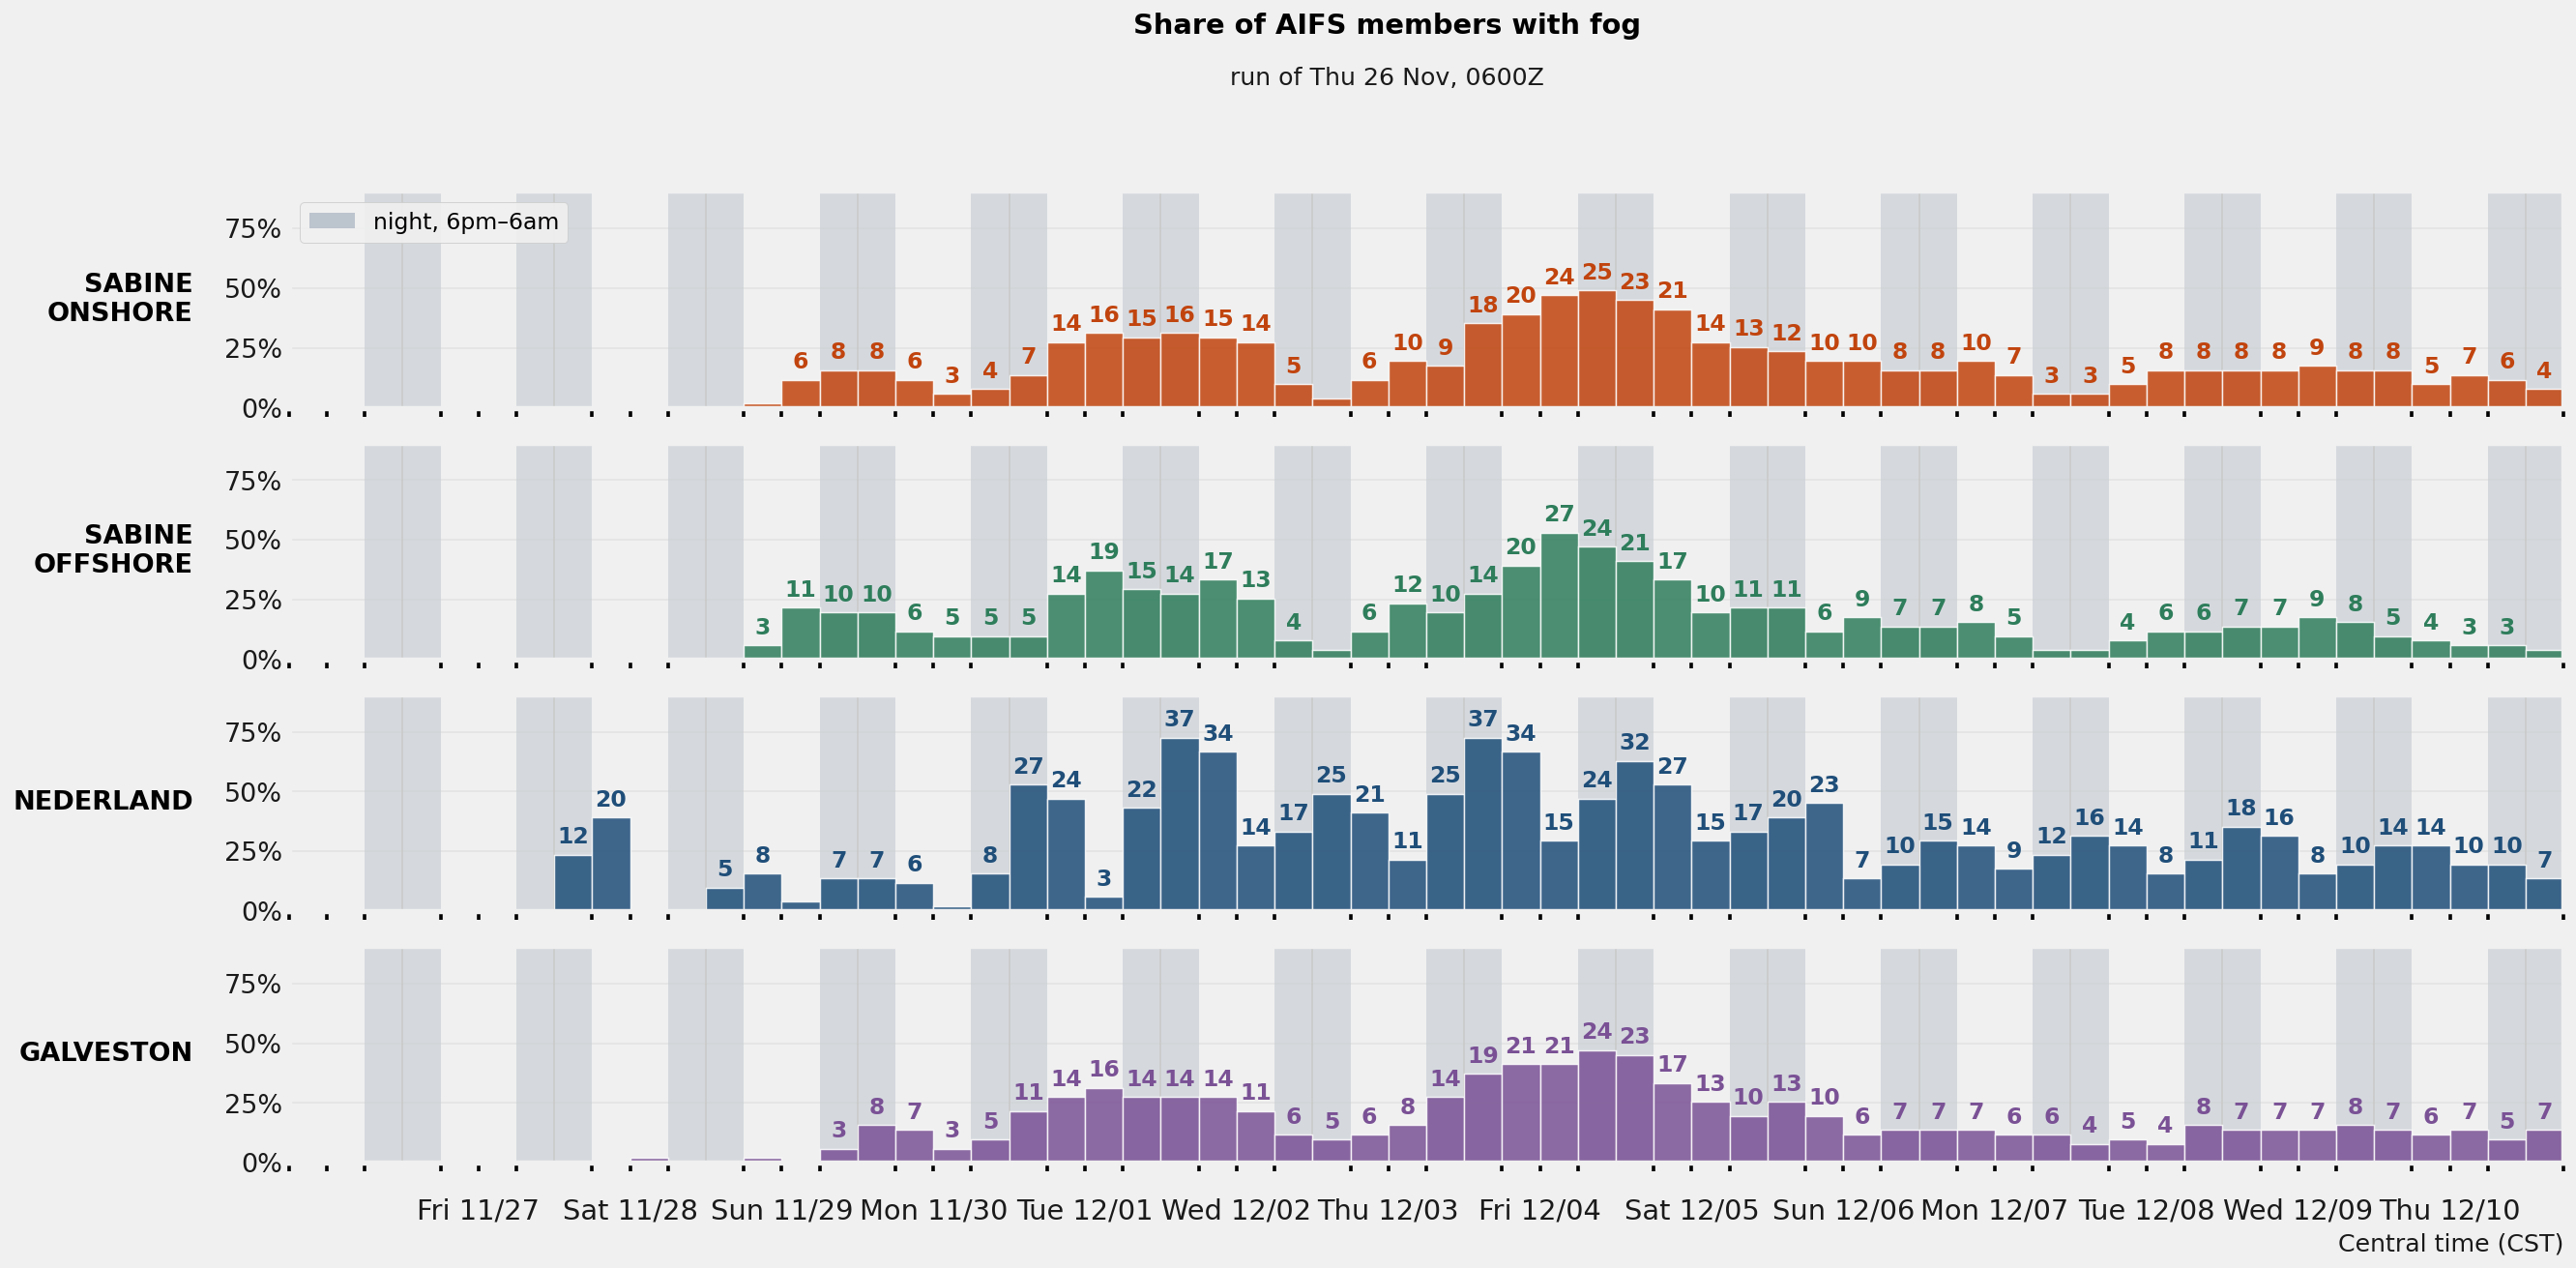 Share of AIFS members with fog
run of Thu 26 Nov, 0600Z
night, 6pm–6am
SABINE
ONSHORE
75%
50%
25%
0%
6 8 8 6 3 4 7 14 16 15 16 15 14 5 6 10 9 18 20 24 25 23 21 14 13 12 10 10 8 8 10 7 3 3 5 8 8 8 8 9 8 8 5 7 6 4
SABINE
OFFSHORE
75%
50%
25%
0%
3 11 10 10 6 5 5 5 14 19 15 14 17 13 4 6 12 10 14 20 27 24 21 17 10 11 11 6 9 7 7 8 5 4 6 6 7 7 9 8 5 4 3 3
NEDERLAND
75%
50%
25%
0%
12 20 5 8 7 7 6 8 27 24 3 22 37 34 14 17 25 21 11 25 37 34 15 24 32 27 15 17 20 23 7 10 15 14 9 12 16 14 8 11 18 16 8 10 14 14 10 10 7
GALVESTON
75%
50%
25%
0%
3 8 7 3 5 11 14 16 14 14 14 11 6 5 6 8 14 19 21 21 24 23 17 13 10 13 10 6 7 7 7 6 6 4 5 4 8 7 7 7 8 7 6 7 5 7
Fri 11/27 Sat 11/28 Sun 11/29 Mon 11/30 Tue 12/01 Wed 12/02 Thu 12/03 Fri 12/04 Sat 12/05 Sun 12/06 Mon 12/07 Tue 12/08 Wed 12/09 Thu 12/10
Central time (CST)